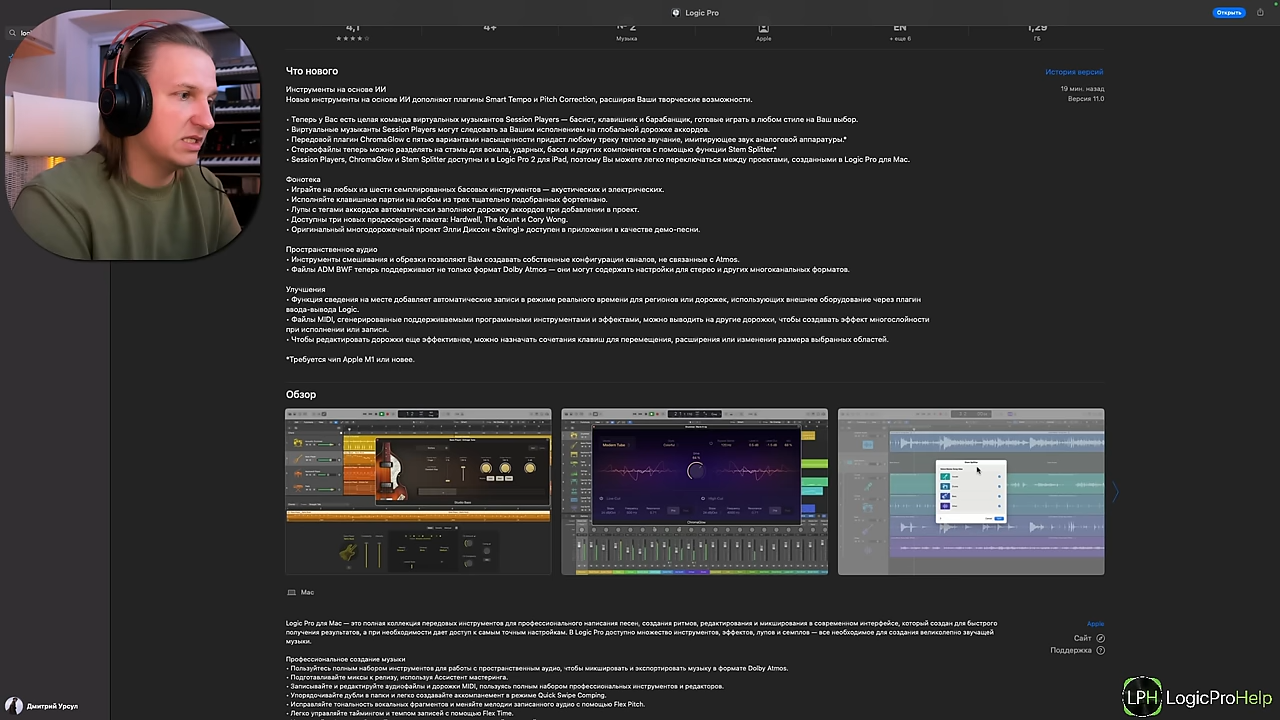 Logic Pro
Открыть
4,1
4+
№ 2
EN
1,29
Музыка
Apple
+ еще 6
ГБ
Что нового
История версий
Инструменты на основе ИИ
19 мин. назад
Новые инструменты на основе ИИ дополняют плагины Smart Tempo и Pitch Correction, расширяя Ваши творческие возможности.
Версия 11.0
• Теперь у Вас есть целая команда виртуальных музыкантов Session Players — басист, клавишник и барабанщик, готовые играть в любом стиле на Ваш выбор.
• Виртуальные музыканты Session Players могут следовать за Вашим исполнением на глобальной дорожке аккордов.
• Передовой плагин ChromaGlow с пятью вариантами насыщенности придаст любому треку теплое звучание, имитирующее звук аналоговой аппаратуры.*
• Стереофайлы теперь можно разделять на стэмы для вокала, ударных, басов и других компонентов с помощью функции Stem Splitter.*
• Session Players, ChromaGlow и Stem Splitter доступны и в Logic Pro 2 для iPad, поэтому Вы можете легко переключаться между проектами, созданными в Logic Pro для Mac.
Фонотека
• Играйте на любых из шести семплированных басовых инструментов — акустических и электрических.
• Исполняйте клавишные партии на любом из трех тщательно подобранных фортепиано.
• Лупы с тегами аккордов автоматически заполняют дорожку аккордов при добавлении в проект.
• Доступны три новых продюсерских пакета: Hardwell, The Kount и Cory Wong.
• Оригинальный многодорожечный проект Элли Диксон «Swing!» доступен в приложении в качестве демо-песни.
Пространственное аудио
• Инструменты смешивания и обрезки позволяют Вам создавать собственные конфигурации каналов, не связанные с Atmos.
• Файлы ADM BWF теперь поддерживают не только формат Dolby Atmos — они могут содержать настройки для стерео и других многоканальных форматов.
Улучшения
• Функция сведения на месте добавляет автоматические записи в режиме реального времени для регионов или дорожек, использующих внешнее оборудование через плагин
ввода-вывода Logic.
• Файлы MIDI, сгенерированные поддерживаемыми программными инструментами и эффектами, можно выводить на другие дорожки, чтобы создавать эффект многослойности
при исполнении или записи.
• Чтобы редактировать дорожки еще эффективнее, можно назначать сочетания клавиш для перемещения, расширения или изменения размера выбранных областей.
*Требуется чип Apple M1 или новее.
Обзор
Modern Tube
ChromaGlow
Mac
Logic Pro для Mac — это полная коллекция передовых инструментов для профессионального написания песен, создания ритмов, редактирования и микширования в современном интерфейсе, который создан для быстрого
получения результатов, а при необходимости дает доступ к самым точным настройкам. В Logic Pro доступно множество инструментов, эффектов, лупов и семплов — все необходимое для создания великолепно звучащей
музыки.
Apple
Сайт
Поддержка
Профессиональное создание музыки
• Пользуйтесь полным набором инструментов для работы с пространственным аудио, чтобы микшировать и экспортировать музыку в формате Dolby Atmos.
• Подготавливайте миксы к релизу, используя Ассистент мастеринга.
• Записывайте и редактируйте аудиофайлы и дорожки MIDI, пользуясь полным набором профессиональных инструментов и редакторов.
• Упорядочивайте дубли в папки и легко создавайте аккомпанемент в режиме Quick Swipe Comping.
• Исправляйте тональность вокальных фрагментов и меняйте мелодии записанного аудио с помощью Flex Pitch.
• Легко управляйте таймингом и темпом записей с помощью Flex Time.
Дмитрий Урсул
LPH LogicProHelp